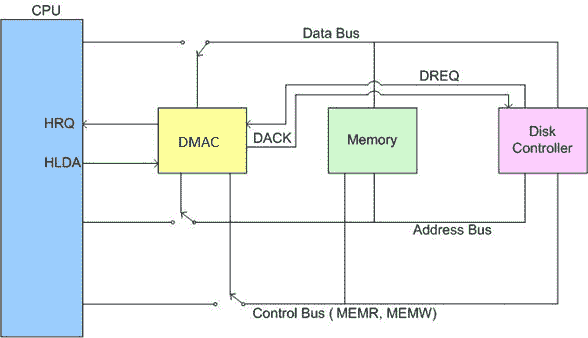 CPU
Data Bus
DREQ
HRQ
DMAC
DACK
Memory
Disk
Controller
HLDA
Address Bus
Control Bus ( MEMR, MEMW)